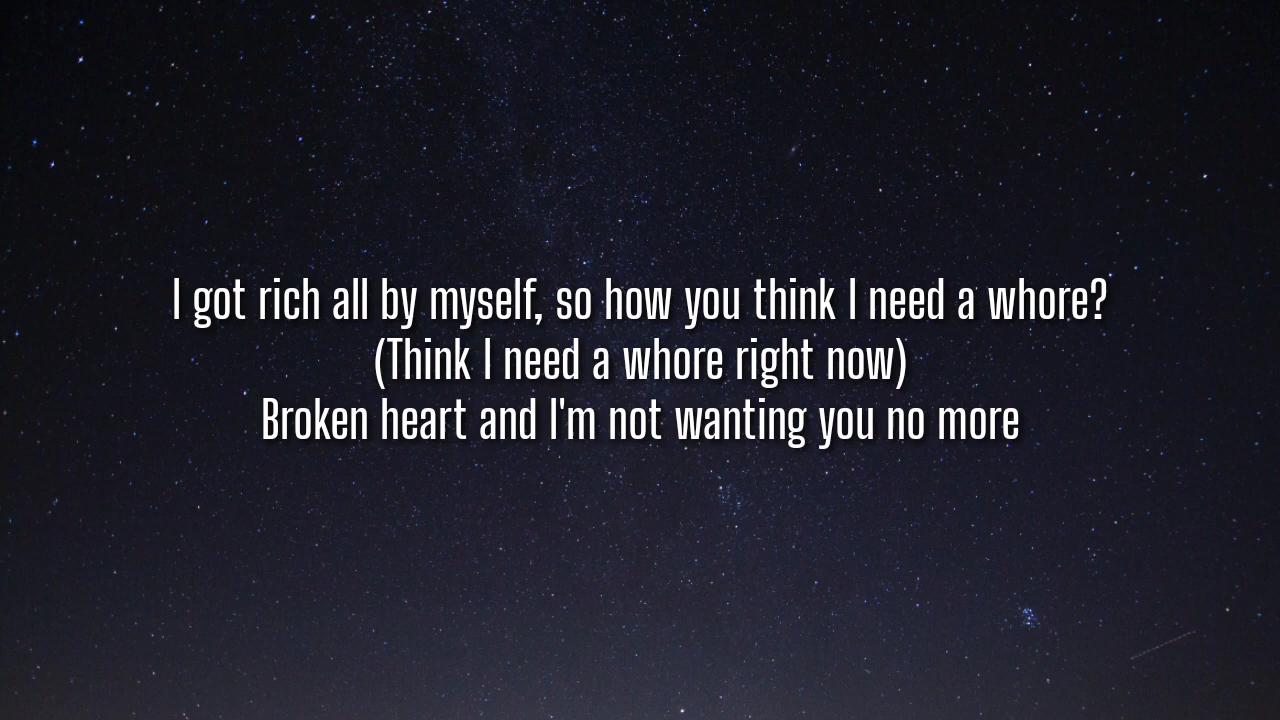 I got rich all by myself, so how you think I need a whore?
(Think I need a whore right now)
Broken heart and I'm not wanting you no more